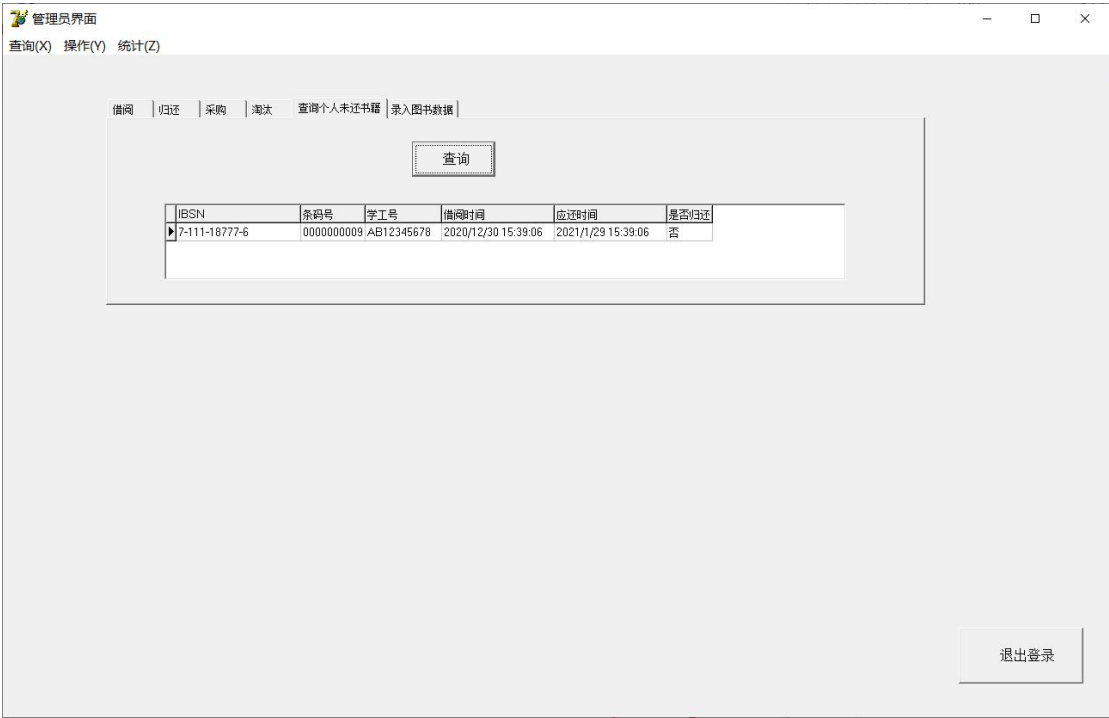 管理员界面
查询(X) 操作(Y) 统计(Z)
借阅 归还 采购 淘汰 查询个人未还书籍 录入图书数据
查询
IBSN 条码号 学工号 借阅时间 应还时间 是否归还
7-111-18777-6 0000000009 AB12345678 2020/12/30 15:39:06 2021/1/29 15:39:06 否
退出登录